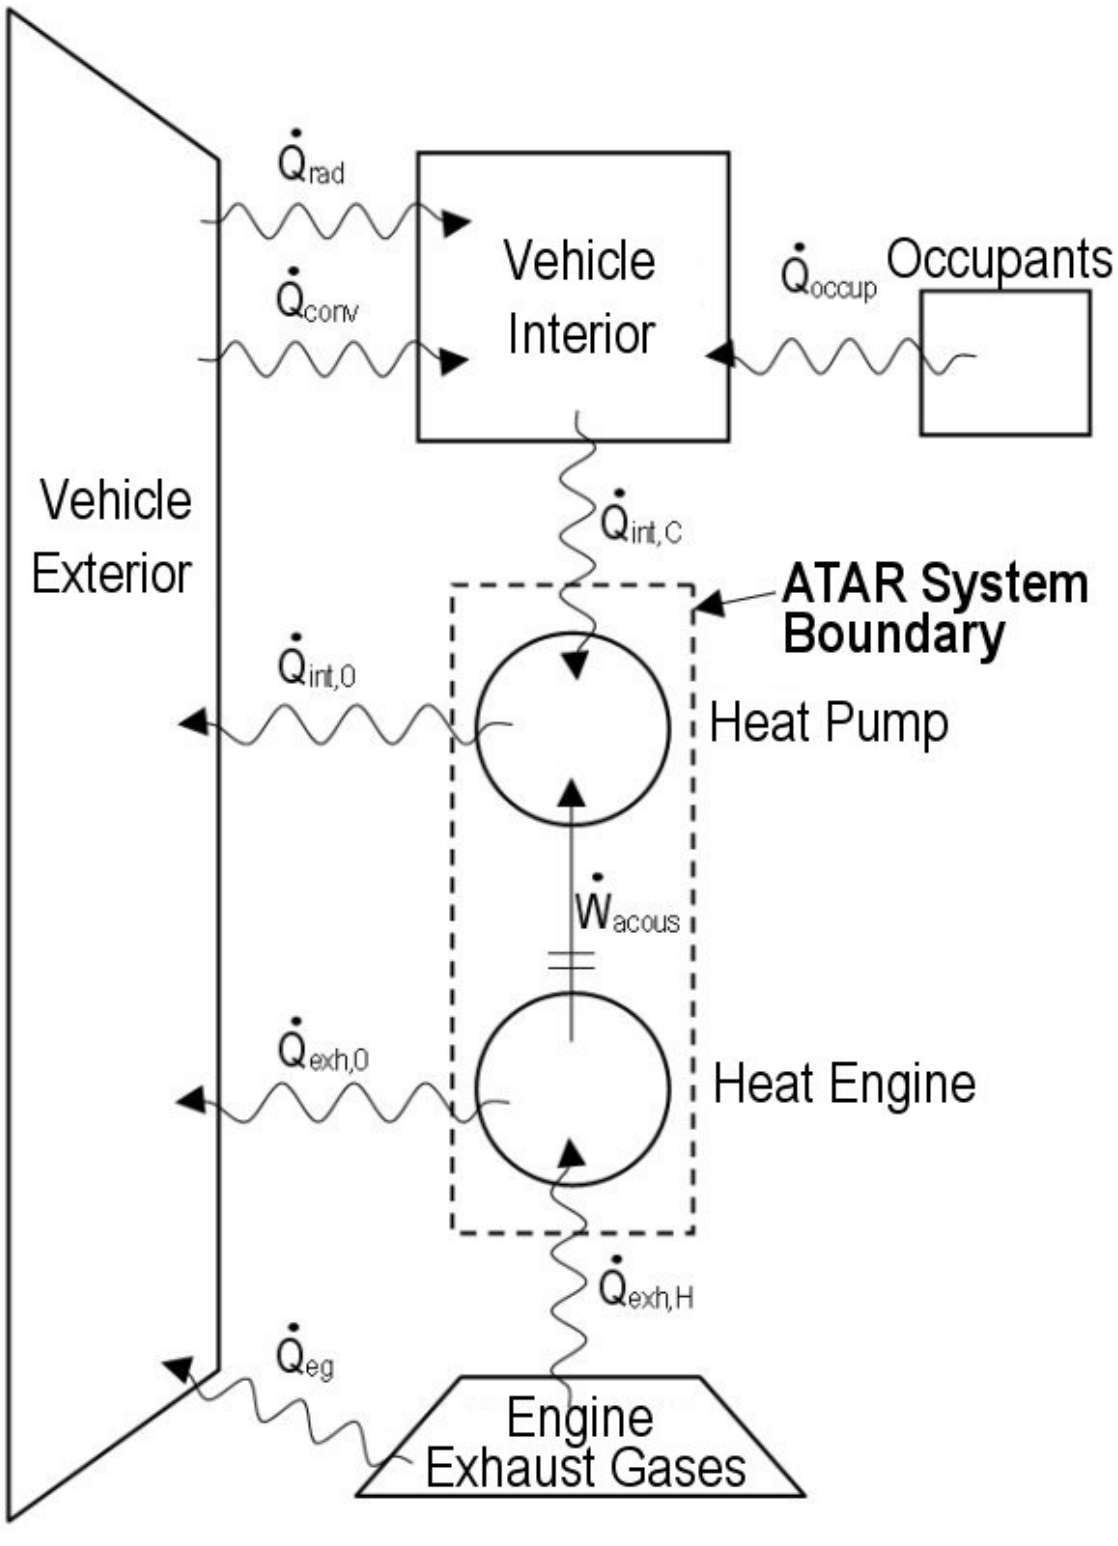 Q̇rad
Q̇conv
Vehicle
Interior
Q̇occup
Occupants
Vehicle
Exterior
Q̇int,C
ATAR System
Boundary
Q̇int,0
Heat Pump
Ẇacous
Q̇exh,0
Heat Engine
Q̇exh,H
Q̇eg
Engine
Exhaust Gases